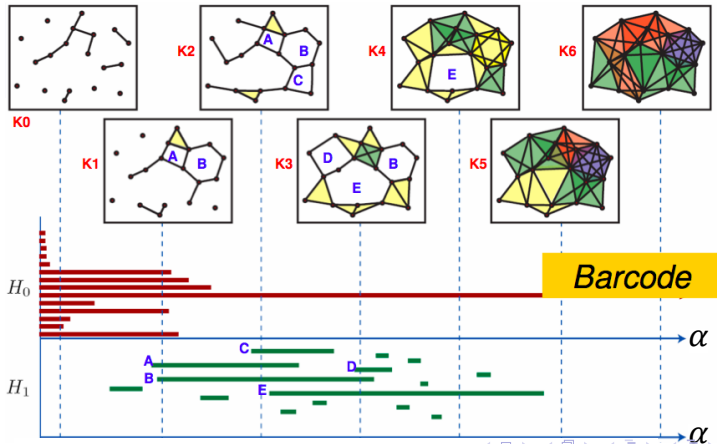 K0
K2
A
B
C
K4
E
K6
K1
A
B
K3
D
B
E
K5
Barcode
H₀
α
C
A
D
B
E
H₁
α